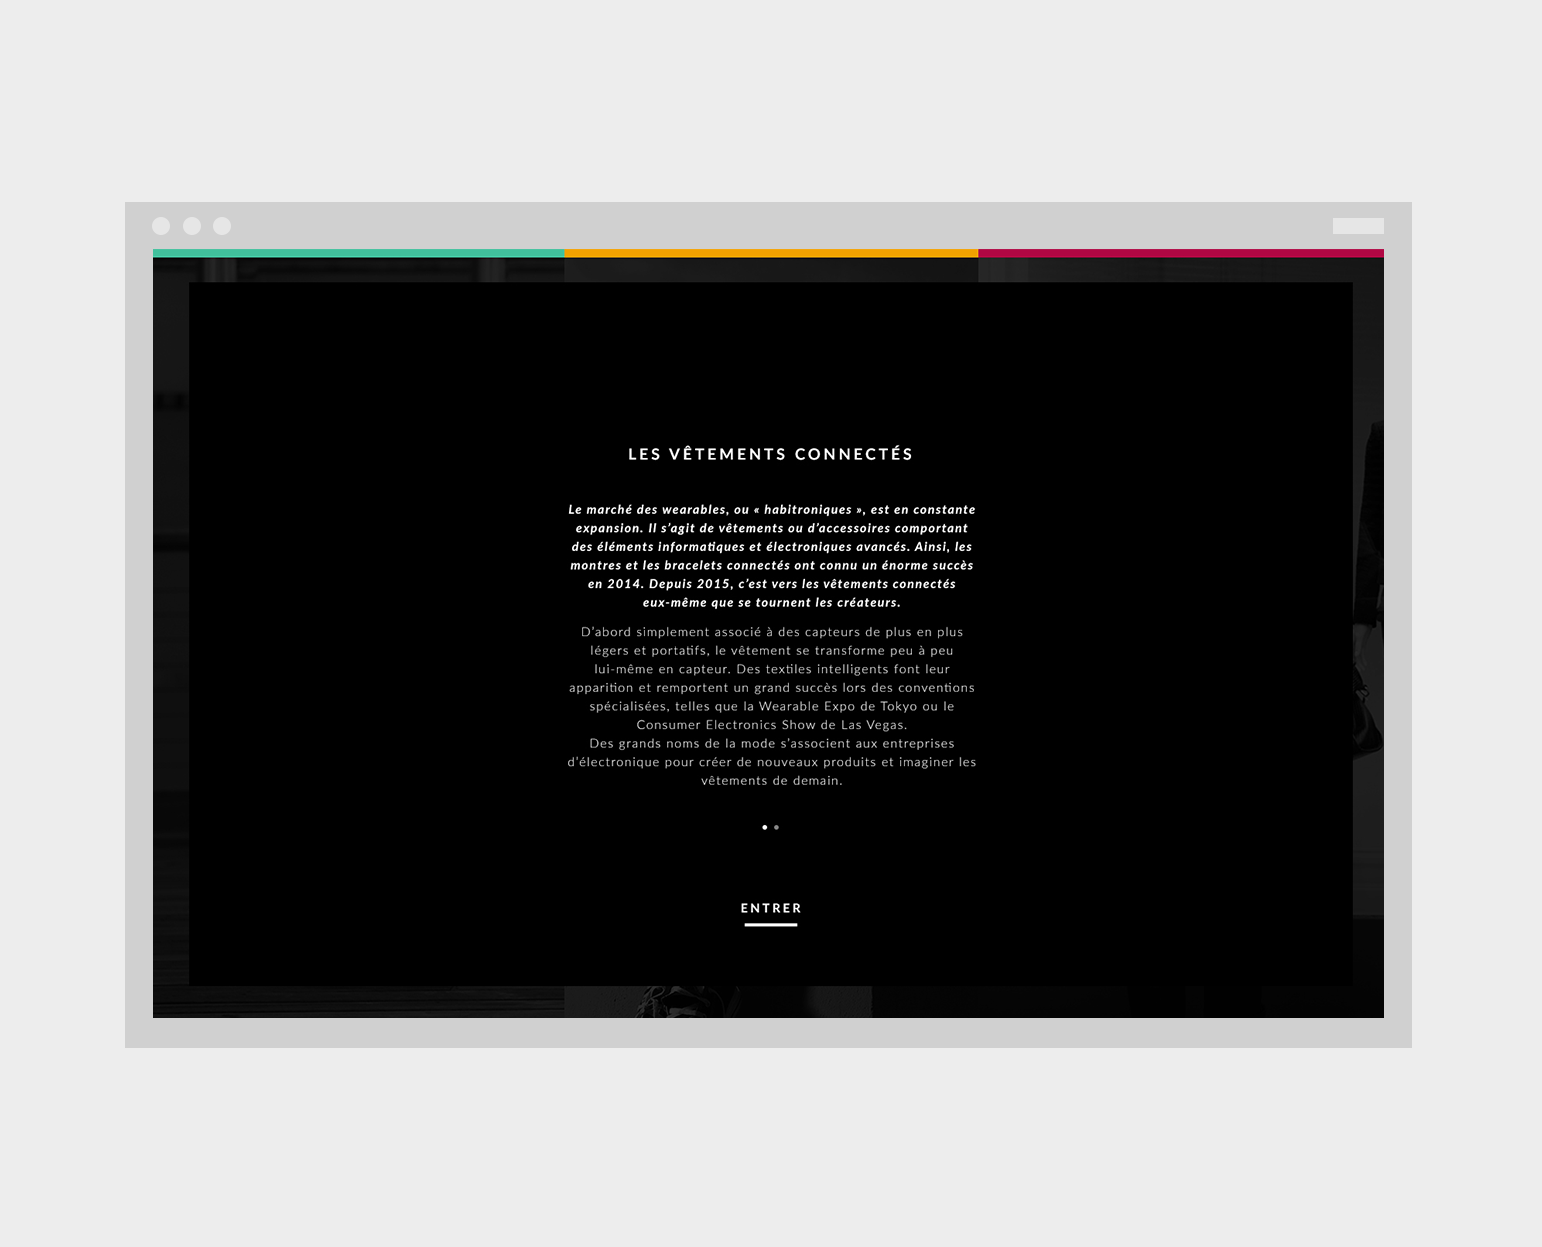 LES VÊTEMENTS CONNECTÉS
Le marché des wearables, ou « habitroniques », est en constante
expansion. Il s'agit de vêtements ou d'accessoires comportant
des éléments informatiques et électroniques avancés. Ainsi, les
montres et les bracelets connectés ont connu un énorme succès
en 2014. Depuis 2015, c'est vers les vêtements connectés
eux-même que se tournent les créateurs.
D'abord simplement associé à des capteurs de plus en plus
légers et portatifs, le vêtement se transforme peu à peu
lui-même en capteur. Des textiles intelligents font leur
apparition et remportent un grand succès lors des conventions
spécialisées, telles que la Wearable Expo de Tokyo ou le
Consumer Electronics Show de Las Vegas.
Des grands noms de la mode s'associent aux entreprises
d'électronique pour créer de nouveaux produits et imaginer les
vêtements de demain.
ENTRER